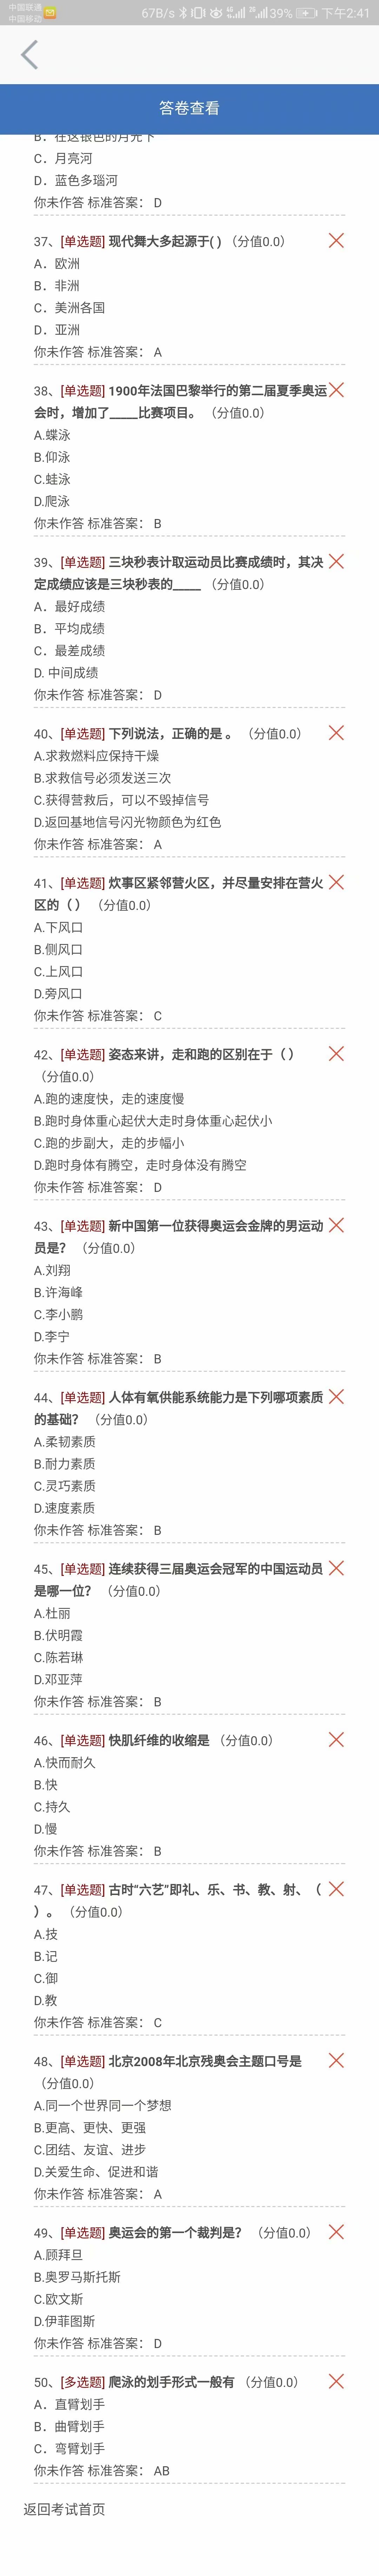 中国联通
中国移动
67B/s 39% 下午2:41
答卷查看
B．在这银色的月光下
C．月亮河
D．蓝色多瑙河
你未作答 标准答案： D
37、[单选题] 现代舞大多起源于( ) （分值0.0）
A．欧洲
B．非洲
C．美洲各国
D．亚洲
你未作答 标准答案： A
38、[单选题] 1900年法国巴黎举行的第二届夏季奥运
会时，增加了_____比赛项目。 （分值0.0）
A.蝶泳
B.仰泳
C.蛙泳
D.爬泳
你未作答 标准答案： B
39、[单选题] 三块秒表计取运动员比赛成绩时，其决
定成绩应该是三块秒表的_____ （分值0.0）
A．最好成绩
B．平均成绩
C．最差成绩
D. 中间成绩
你未作答 标准答案： D
40、[单选题] 下列说法，正确的是 。 （分值0.0）
A.求救燃料应保持干燥
B.求救信号必须发送三次
C.获得营救后，可以不毁掉信号
D.返回基地信号闪光物颜色为红色
你未作答 标准答案： A
41、[单选题] 炊事区紧邻营火区，并尽量安排在营火
区的（ ） （分值0.0）
A.下风口
B.侧风口
C.上风口
D.旁风口
你未作答 标准答案： C
42、[单选题] 姿态来讲，走和跑的区别在于（ ）
（分值0.0）
A.跑的速度快，走的速度慢
B.跑时身体重心起伏大走时身体重心起伏小
C.跑的步副大，走的步幅小
D.跑时身体有腾空，走时身体没有腾空
你未作答 标准答案： D
43、[单选题] 新中国第一位获得奥运会金牌的男运动
员是？ （分值0.0）
A.刘翔
B.许海峰
C.李小鹏
D.李宁
你未作答 标准答案： B
44、[单选题] 人体有氧供能系统能力是下列哪项素质
的基础？ （分值0.0）
A.柔韧素质
B.耐力素质
C.灵巧素质
D.速度素质
你未作答 标准答案： B
45、[单选题] 连续获得三届奥运会冠军的中国运动员
是哪一位？ （分值0.0）
A.杜丽
B.伏明霞
C.陈若琳
D.邓亚萍
你未作答 标准答案： B
46、[单选题] 快肌纤维的收缩是 （分值0.0）
A.快而耐久
B.快
C.持久
D.慢
你未作答 标准答案： B
47、[单选题] 古时“六艺”即礼、乐、书、教、射、（
）。 （分值0.0）
A.技
B.记
C.御
D.教
你未作答 标准答案： C
48、[单选题] 北京2008年北京残奥会主题口号是
（分值0.0）
A.同一个世界同一个梦想
B.更高、更快、更强
C.团结、友谊、进步
D.关爱生命、促进和谐
你未作答 标准答案： A
49、[单选题] 奥运会的第一个裁判是？ （分值0.0）
A.顾拜旦
B.奥罗马斯托斯
C.欧文斯
D.伊菲图斯
你未作答 标准答案： D
50、[多选题] 爬泳的划手形式一般有 （分值0.0）
A．直臂划手
B．曲臂划手
C．弯臂划手
你未作答 标准答案： AB
返回考试首页